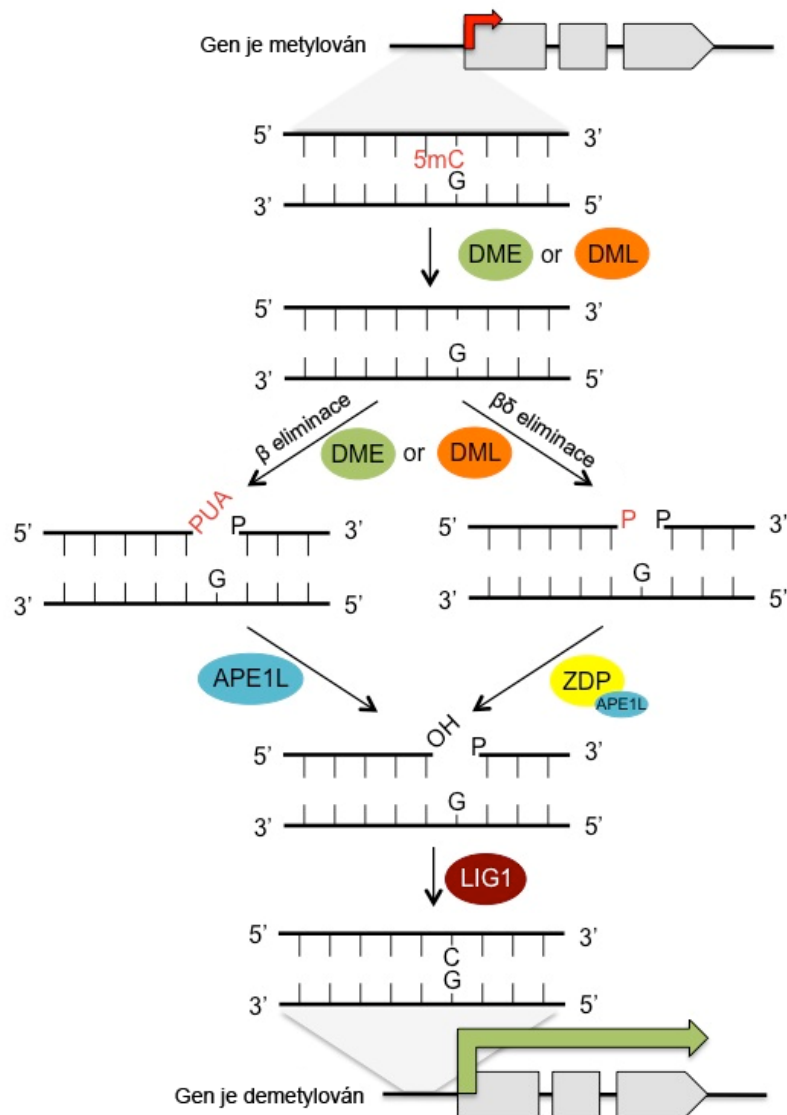 Gen je metylován
5’ 3’
5mC
G
3’ 5’
DME or DML
5’ 3’
G
3’ 5’
β eliminace βδ eliminace
DME or DML
PUA P P P
5’ 3’ 5’ 3’
G G
3’ 5’ 3’ 5’
APE1L ZDP
APE1L
OH P
5’ 3’
G
3’ 5’
LIG1
5’ 3’
C
G
3’ 5’
Gen je demetylován